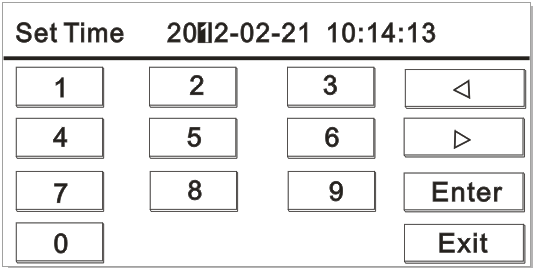 Set Time 2012-02-21 10:14:13
1 2 3 ◁
4 5 6 ▷
7 8 9 Enter
0 Exit